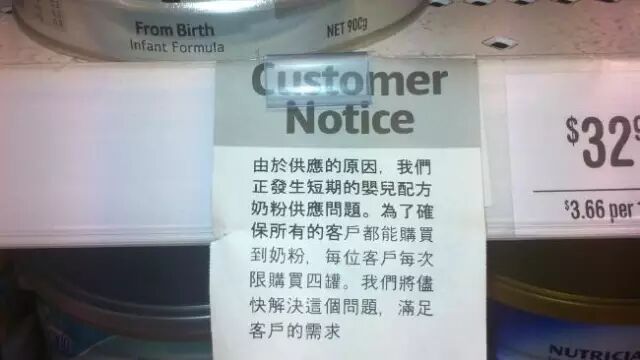 From Birth
Infant Formula
NET 900g
Customer
Notice
由於供應的原因，我們
正發生短期的嬰兒配方
奶粉供應問題。為了確
保所有的客戶都能購買
到奶粉，每位客戶每次
限購買四罐。我們將儘
快解決這個問題，滿足
客戶的需求
$32
$3.66 per